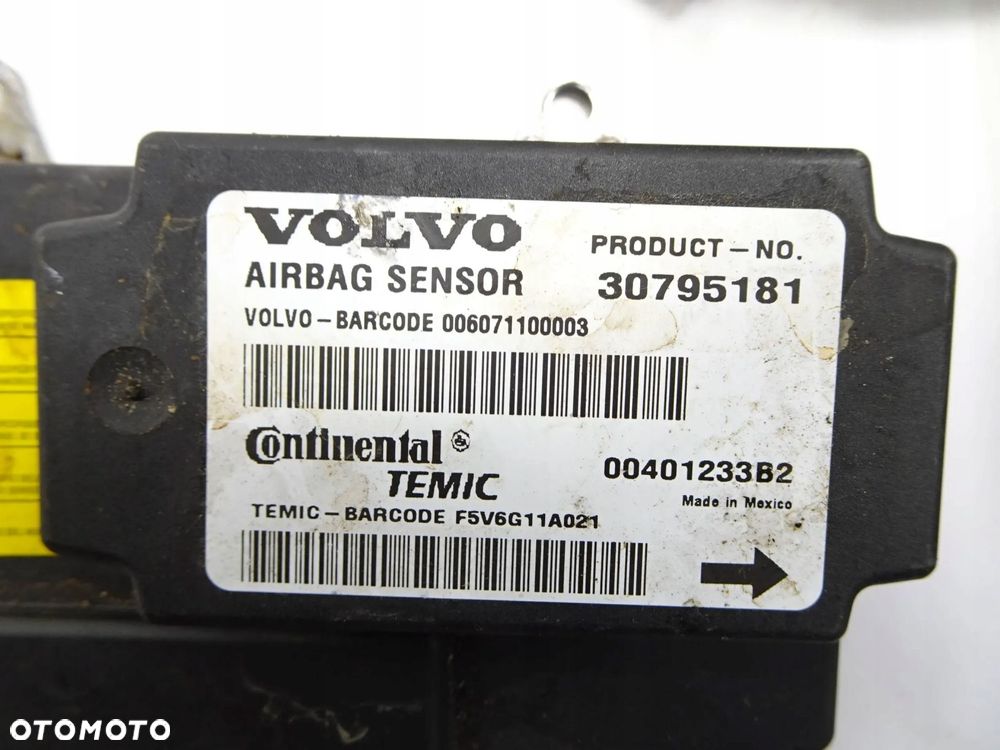 VOLVO
PRODUCT – NO.
AIRBAG SENSOR
30795181
VOLVO – BARCODE 006071100003
Continental
TEMIC
00401233B2
Made in Mexico
TEMIC – BARCODE F5V6G11A021
OTOMOTO